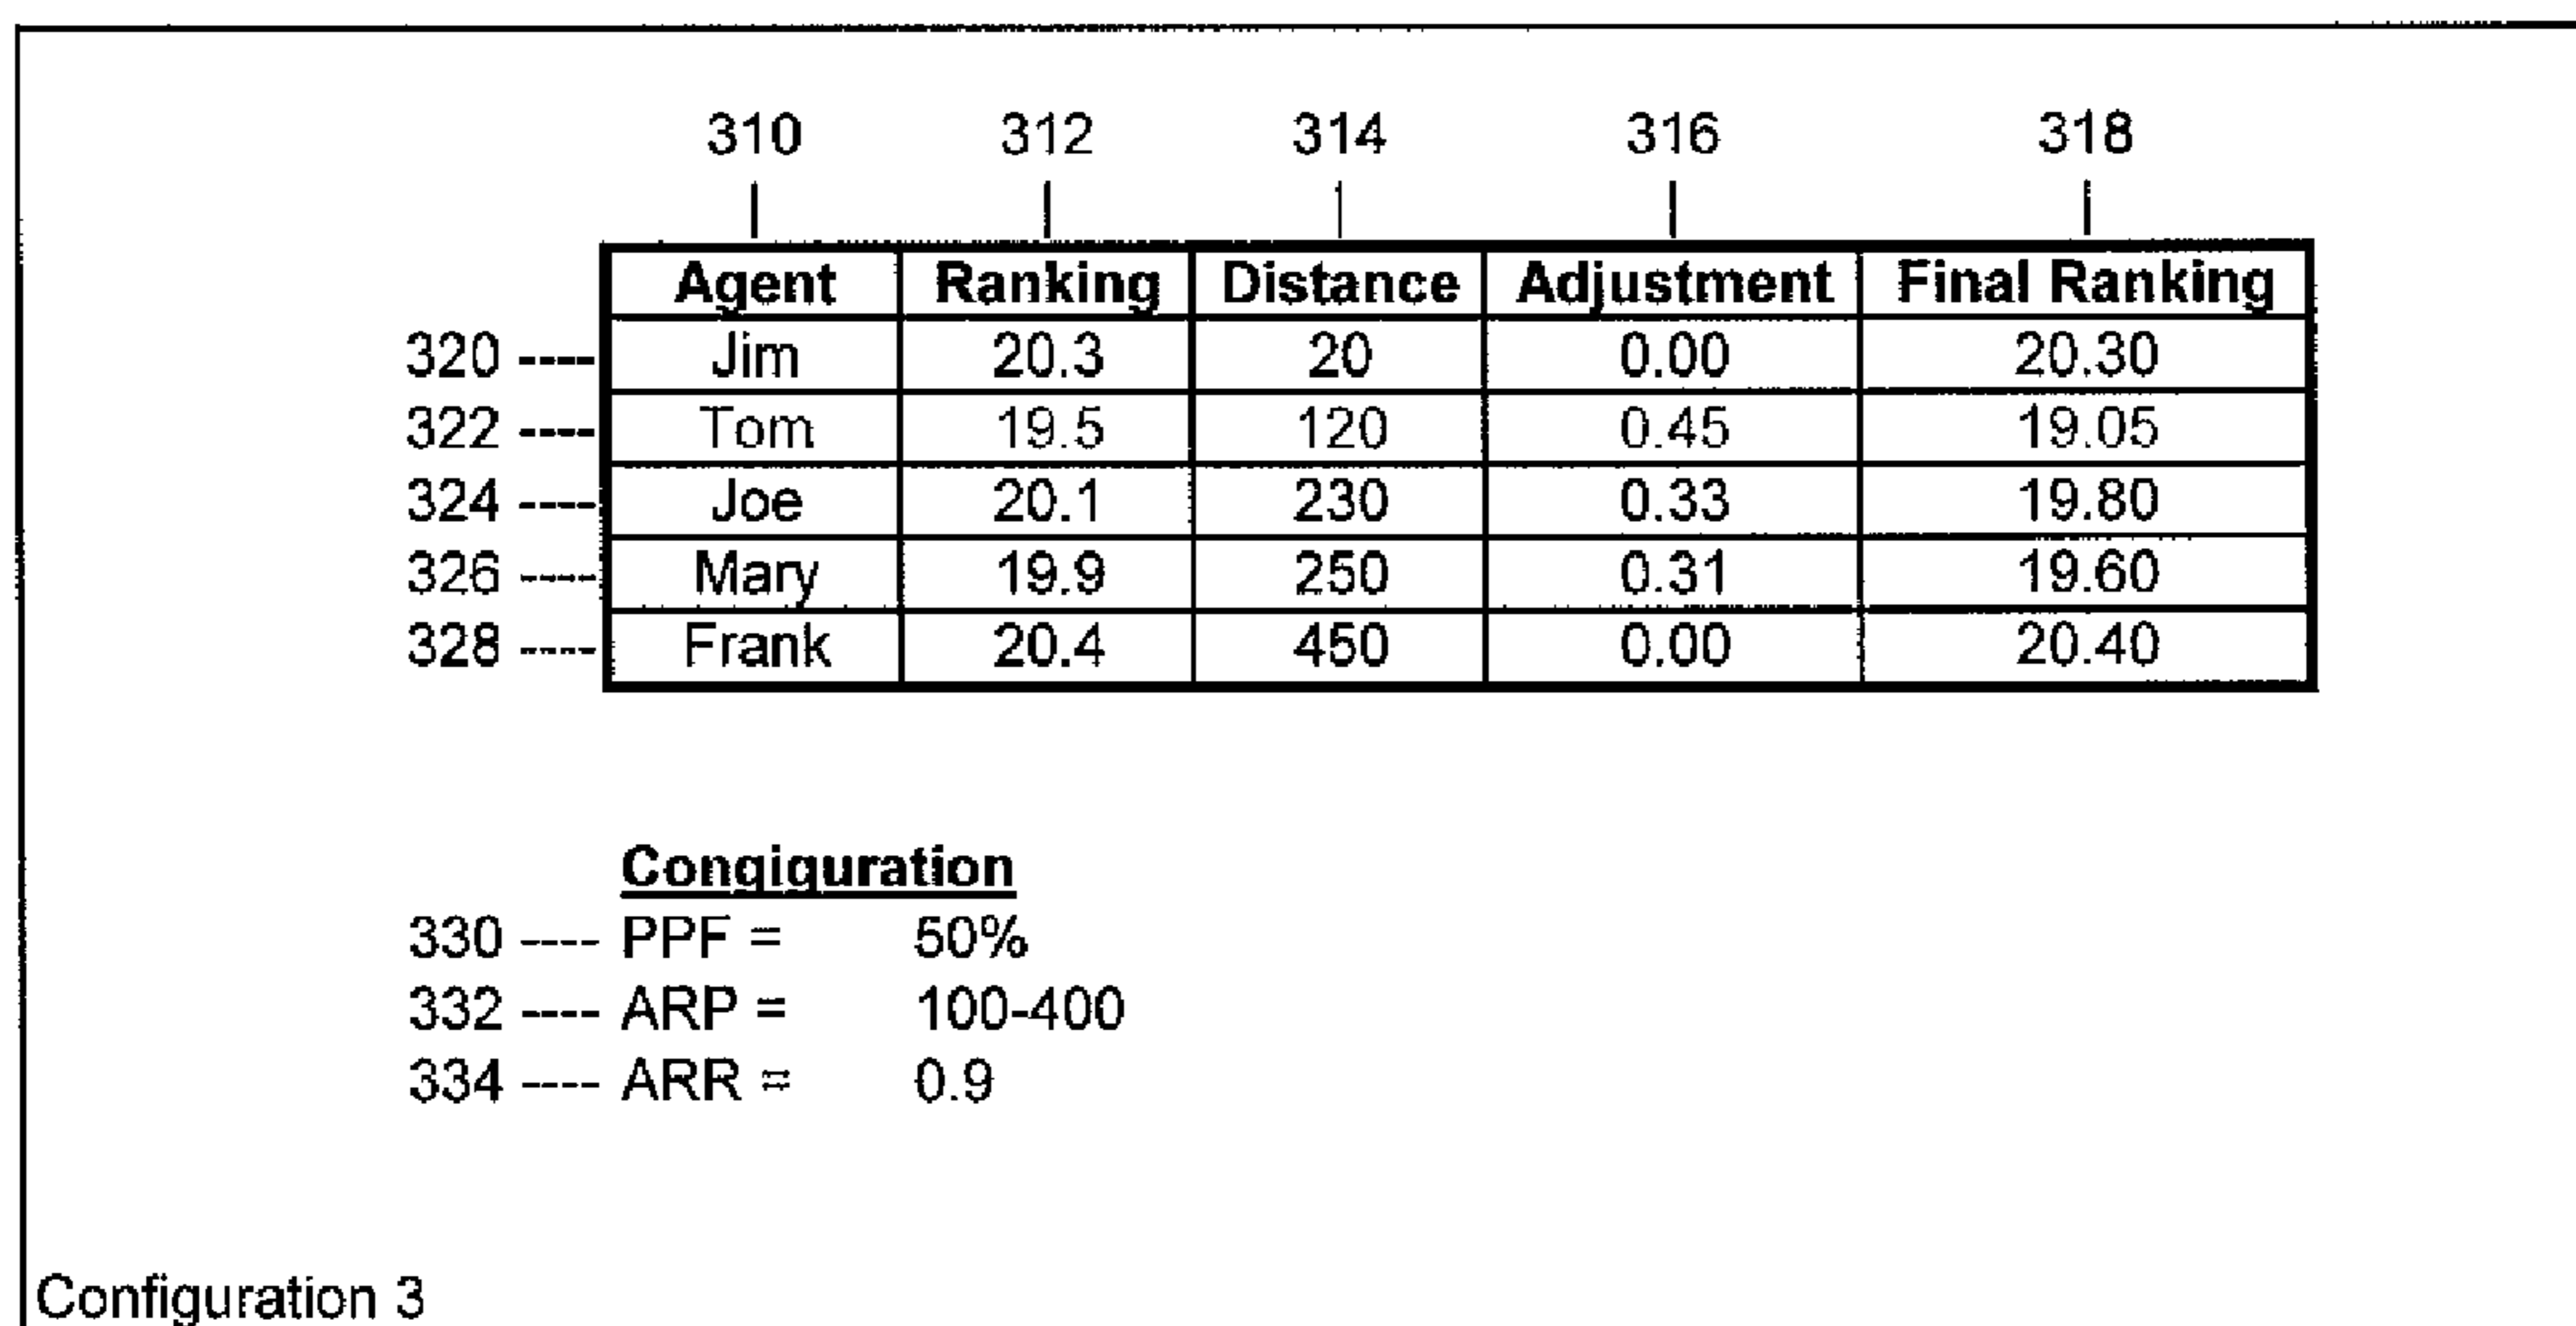 310 312 314 316 318
Agent Ranking Distance Adjustment Final Ranking
320 ---- Jim 20.3 20 0.00 20.30
322 ---- Tom 19.5 120 0.45 19.05
324 ---- Joe 20.1 230 0.33 19.80
326 ---- Mary 19.9 250 0.31 19.60
328 ---- Frank 20.4 450 0.00 20.40
Congiguration
330 ---- PPF = 50%
332 ---- ARP = 100-400
334 ---- ARR = 0.9
Configuration 3